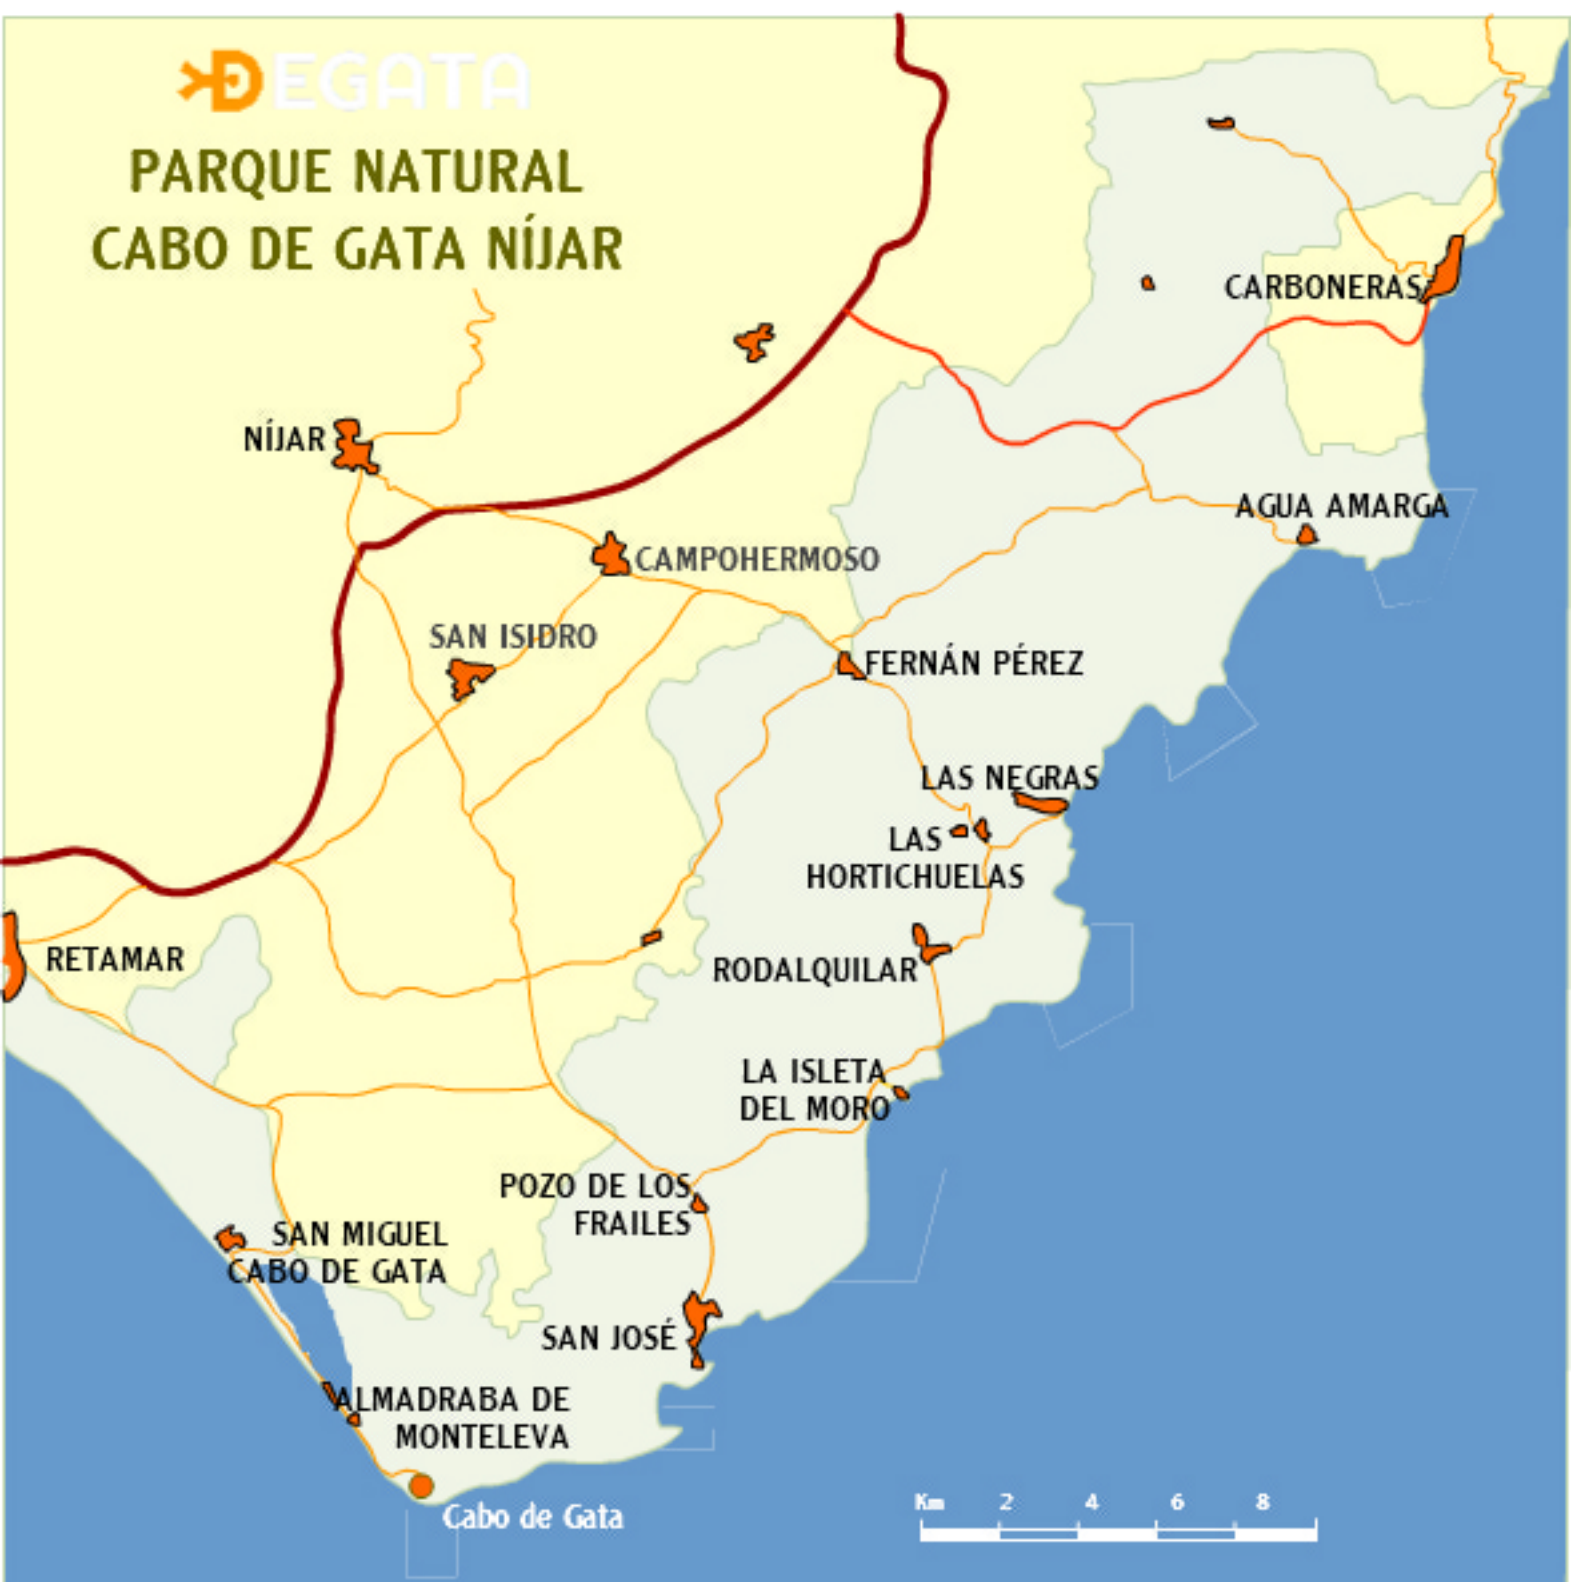 DEGATA
PARQUE NATURAL
CABO DE GATA NÍJAR
CARBONERAS
NÍJAR
AGUA AMARGA
CAMPOHERMOSO
SAN ISIDRO
FERNÁN PÉREZ
LAS NEGRAS
LAS
HORTICHUELAS
RETAMAR
RODALQUILAR
LA ISLETA
DEL MORO
POZO DE LOS
FRAILES
SAN MIGUEL
CABO DE GATA
SAN JOSÉ
ALMADRABA DE
MONTELEVA
Cabo de Gata
Km 2 4 6 8